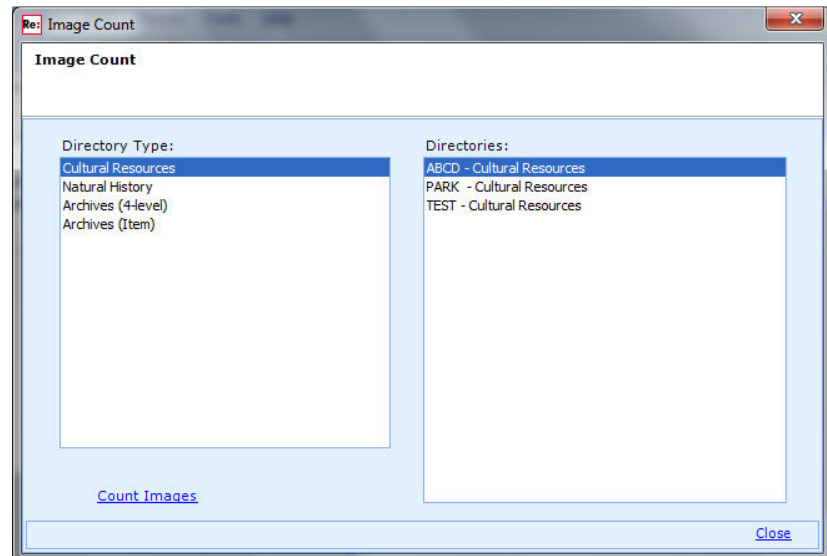 Re: Image Count
Image Count
Directory Type:
Cultural Resources
Natural History
Archives (4-level)
Archives (Item)
Directories:
ABCD - Cultural Resources
PARK - Cultural Resources
TEST - Cultural Resources
Count Images
Close